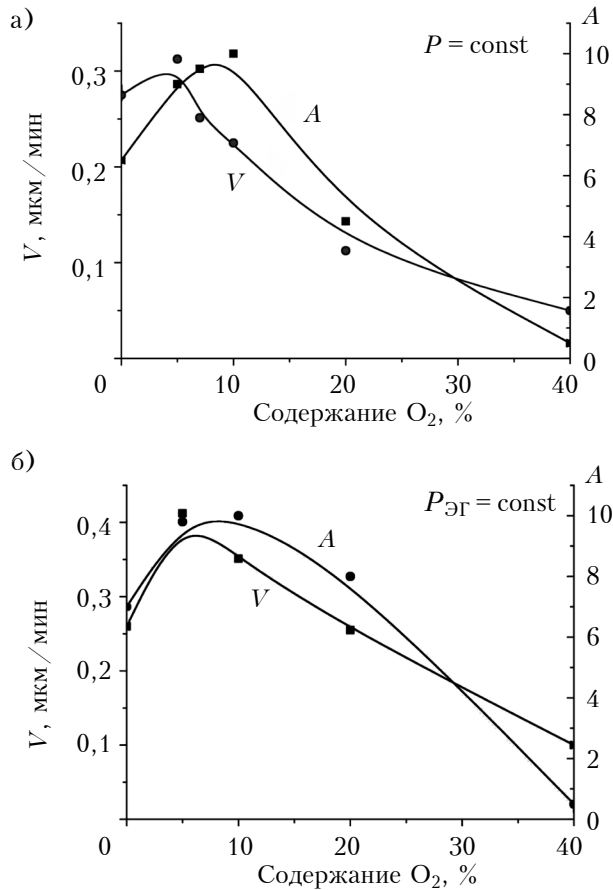 а)
A
P = const
0,3
10
8
A
0,2
6
V
V, мкм/мин
4
0,1
2
0
0 10 20 30 40
Содержание O₂, %
б)
A
P_ЭГ = const
0,4
10
A
8
0,3
V
6
V, мкм/мин
0,2
4
0,1
2
0
0 10 20 30 40
Содержание O₂, %